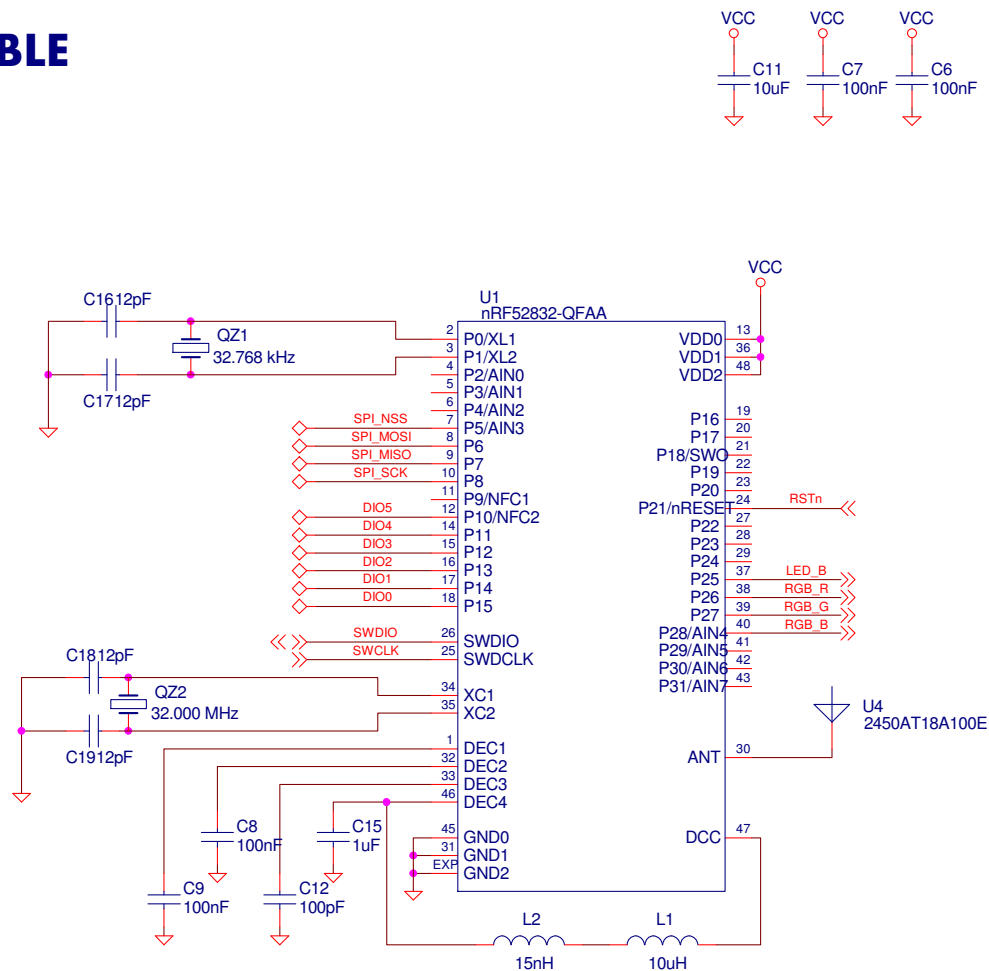 BLE
VCC VCC VCC
C11 C7 C6
10uF 100nF 100nF
VCC
C1612pF
QZ1
32.768 kHz
C1712pF
U1
nRF52832-QFAA
2 P0/XL1
3 P1/XL2
4 P2/AIN0
5 P3/AIN1
6 P4/AIN2
SPI_NSS 7 P5/AIN3
SPI_MOSI 8 P6
SPI_MISO 9 P7
SPI_SCK 10 P8
11 P9/NFC1
DIO5 12 P10/NFC2
DIO4 14 P11
DIO3 15 P12
DIO2 16 P13
DIO1 17 P14
DIO0 18 P15
SWDIO 26 SWDIO
SWCLK 25 SWDCLK
C1812pF
QZ2
32.000 MHz
C1912pF
34 XC1
35 XC2
1 DEC1
32 DEC2
33 DEC3
46 DEC4
45 GND0
31 GND1
EXP GND2
VDD0 13
VDD1 36
VDD2 48
P16 19
P17 20
P18/SWO 21
P19 22
P20 23
P21/nRESET 24 RSTn
P22 27
P23 28
P24 29
P25 37 LED_B
P26 38 RGB_R
P27 39 RGB_G
P28/AIN4 40 RGB_B
P29/AIN5 41
P30/AIN6 42
P31/AIN7 43
U4
2450AT18A100E
ANT 30
DCC 47
C8
100nF
C15
1uF
C9
100nF
C12
100pF
L2 L1
15nH 10uH